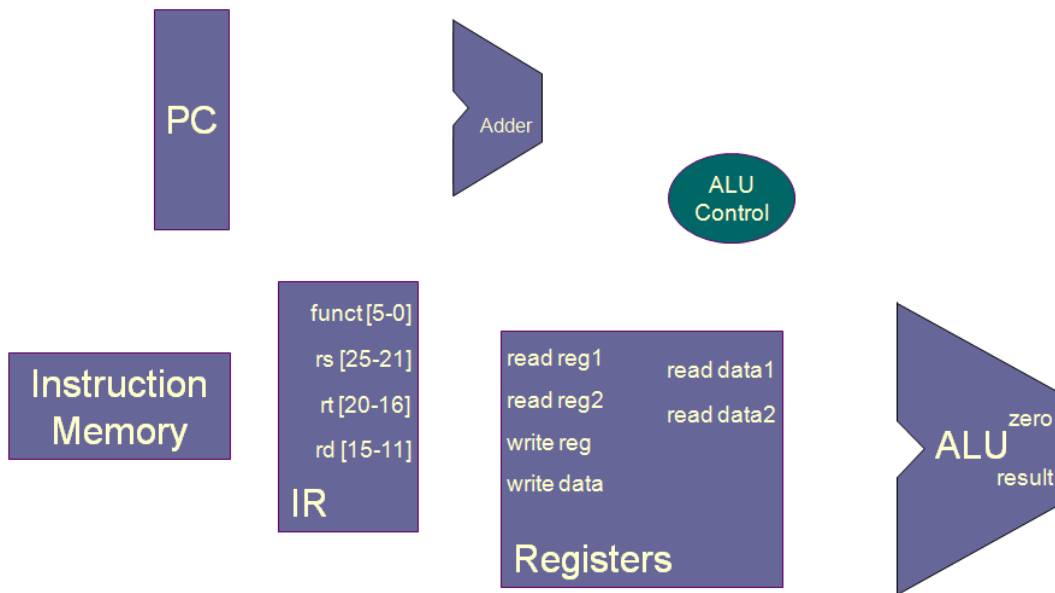 PC
Adder
ALU
Control
funct [5-0]
rs [25-21]
rt [20-16]
rd [15-11]
IR
Instruction
Memory
read reg1
read reg2
write reg
write data
read data1
read data2
Registers
ALU
zero
result